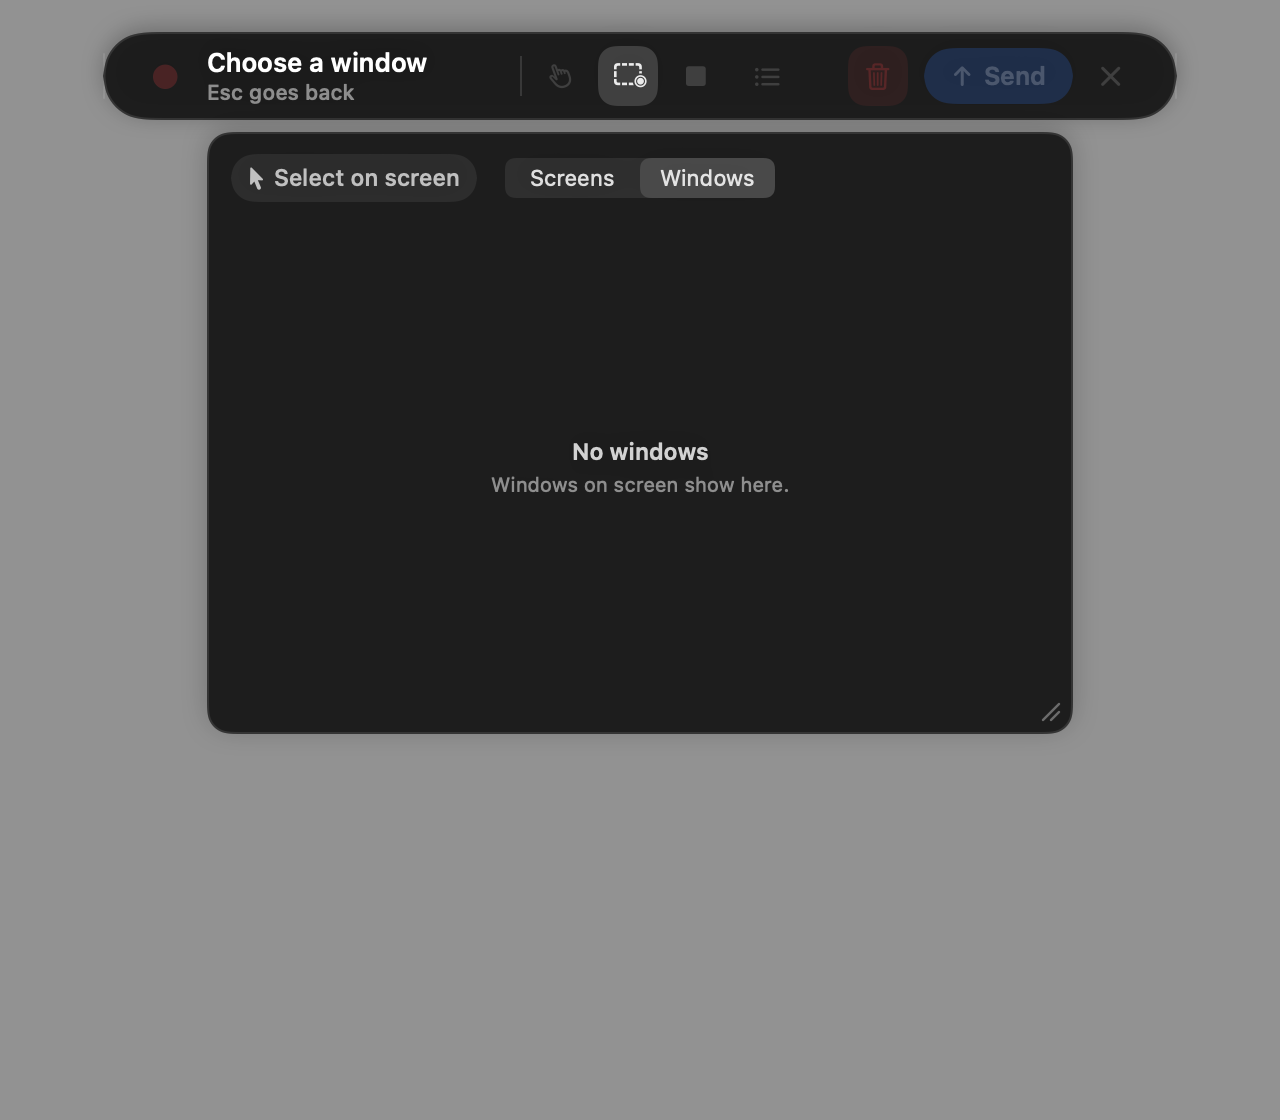 Choose a window
Esc goes back
Send
Select on screen
Screens
Windows
No windows
Windows on screen show here.